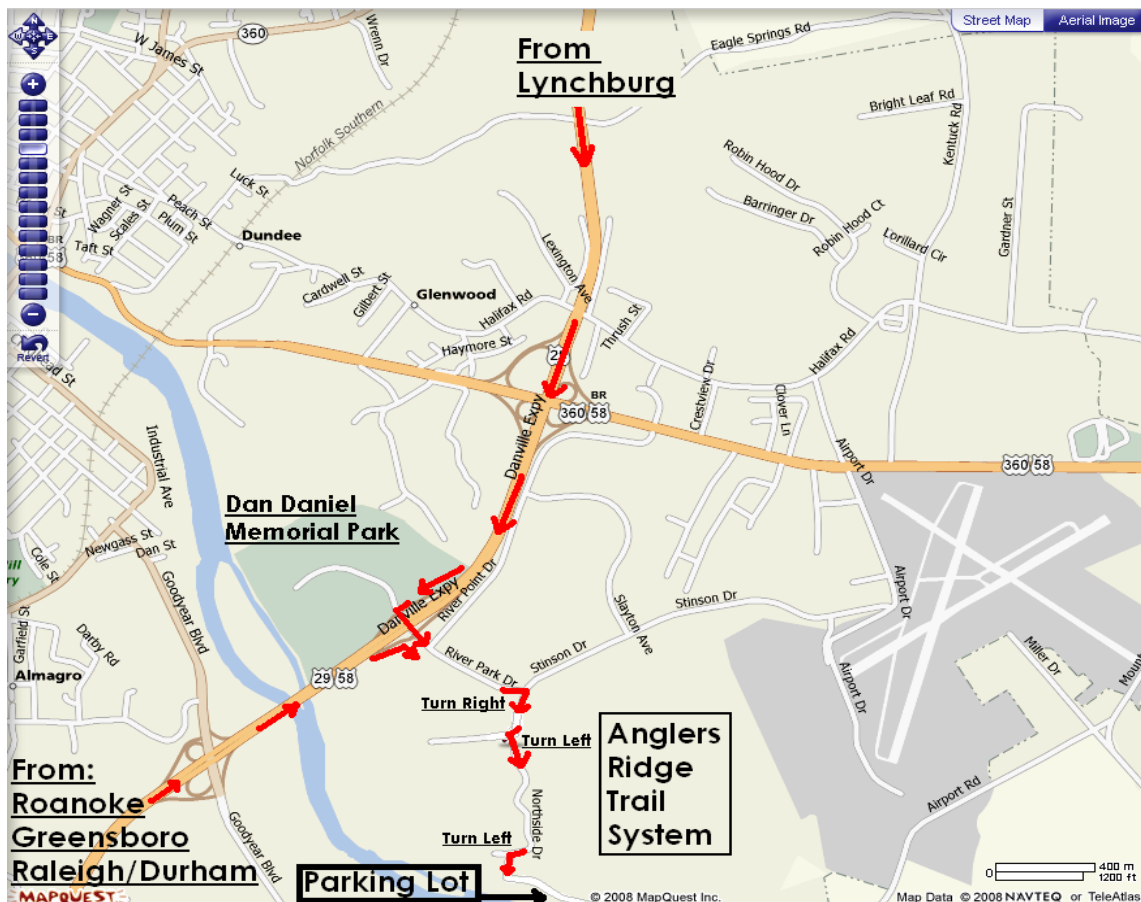 Street Map
Aerial Image
N
W
E
S
Revert
360
W James St
Wrenn Dr
From
Lynchburg
Eagle Springs Rd
Bright Leaf Rd
Kentuck Rd
Norfolk Southern
Luck St
Peach St
Wagner St
Scales St
Plum St
Taft St
BR
58
Dundee
Cardwell St
Gilbert St
Glenwood
Halifax Rd
Haymore St
Lexington Ave
Thrush St
Robin Hood Dr
Barringer Dr
Robin Hood Ct
Lorillard Cir
Gardner St
Halifax Rd
Crestview Dr
Clover Ln
BR
360 58
Danville Expy
Airport Dr
360 58
Industrial Ave
Dan Daniel
Memorial Park
Newgass St
Dan St
Cole St
Goodyear Blvd
Garfield St
Darby Rd
Almagro
Danville Expy
River Point Dr
Slayton Ave
Stinson Dr
Stinson Dr
River Park Dr
Airport Dr
Airport Dr
Miller Dr
Mount
29 58
Turn Right
Turn Left
Anglers
Ridge
Trail
System
Northside Dr
Turn Left
Airport Rd
From:
Roanoke
Greensboro
Raleigh/Durham
Goodyear Blvd
Parking Lot
MAPQUEST
© 2008 MapQuest Inc.
0
400 m
1200 ft
Map Data © 2008 NAVTEQ or TeleAtlas